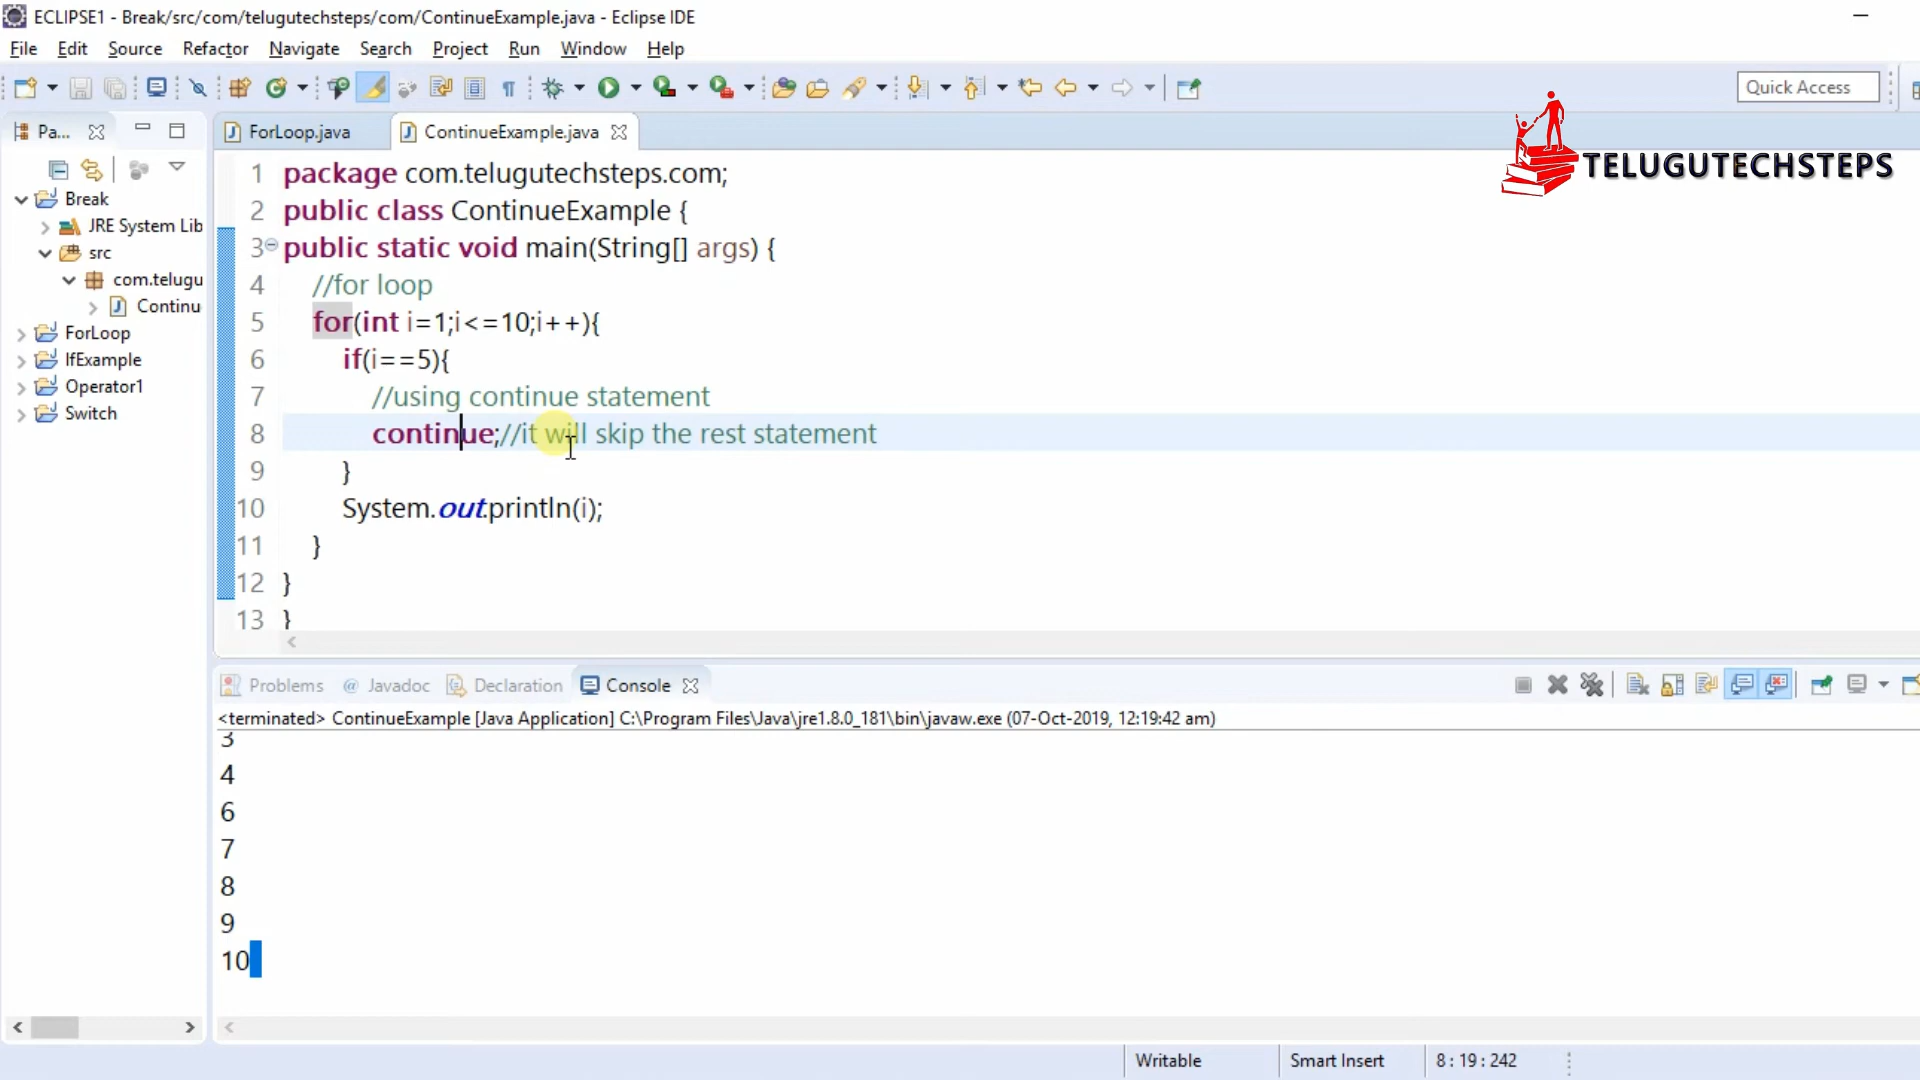 ECLIPSE1 - Break/src/com/telugutechsteps/com/ContinueExample.java - Eclipse IDE
File Edit Source Refactor Navigate Search Project Run Window Help
Quick Access
TELUGUTECHSTEPS
Pa...
Break
JRE System Lib
src
com.telugu
Continu
ForLoop
IfExample
Operator1
Switch
ForLoop.java ContinueExample.java
1 package com.telugutechsteps.com;
2 public class ContinueExample {
3 public static void main(String[] args) {
4 //for loop
5 for(int i=1;i<=10;i++){
6 if(i==5){
7 //using continue statement
8 continue;//it will skip the rest statement
9 }
10 System.out.println(i);
11 }
12 }
13 }
Problems @ Javadoc Declaration Console
<terminated> ContinueExample [Java Application] C:\Program Files\Java\jre1.8.0_181\bin\javaw.exe (07-Oct-2019, 12:19:42 am)
3
4
6
7
8
9
10
Writable Smart Insert 8 : 19 : 242